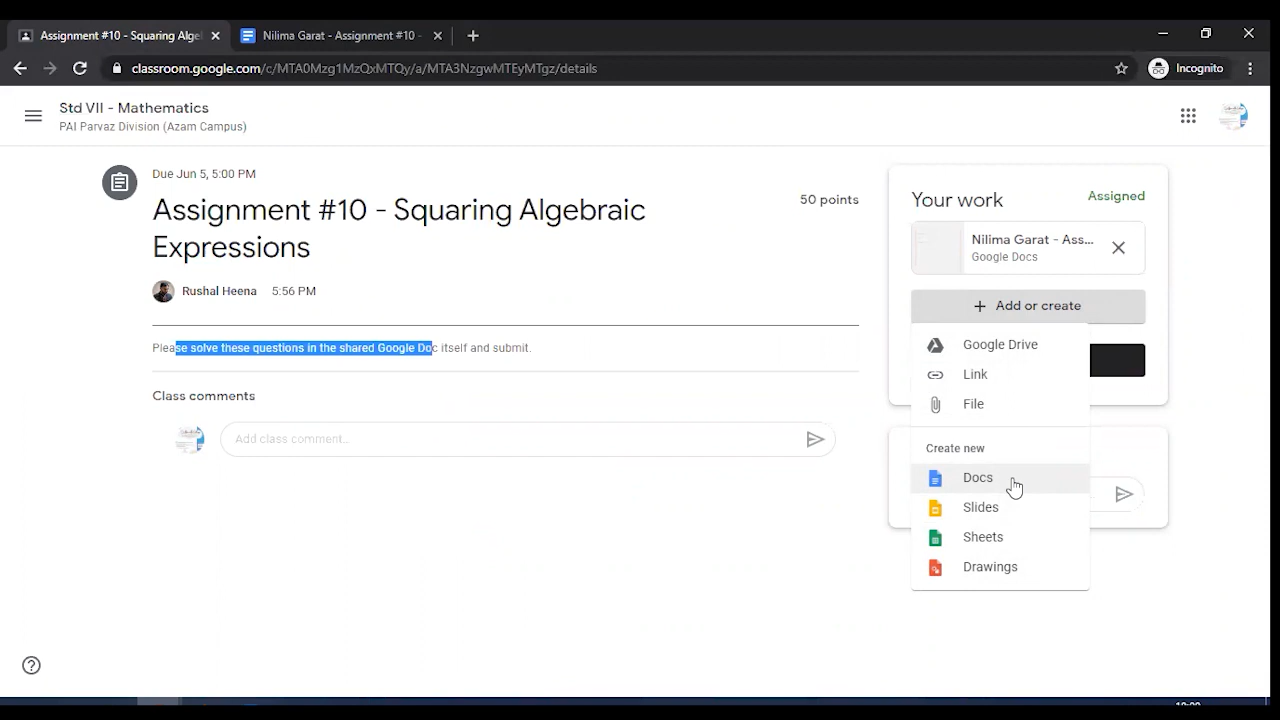 Assignment #10 - Squaring Alge
Nilima Garat - Assignment #10 -
classroom.google.com/c/MTA0Mzg1MzQxMTQy/a/MTA3NzgwMTEyMTgz/details
Incognito
Std VII - Mathematics
PAI Parvaz Division (Azam Campus)
Due Jun 5, 5:00 PM
Assignment #10 - Squaring Algebraic
Expressions
50 points
Rushal Heena 5:56 PM
Please solve these questions in the shared Google Doc itself and submit.
Class comments
Add class comment...
Your work
Assigned
Nilima Garat - Ass...
Google Docs
+ Add or create
Google Drive
Link
File
Create new
Docs
Slides
Sheets
Drawings